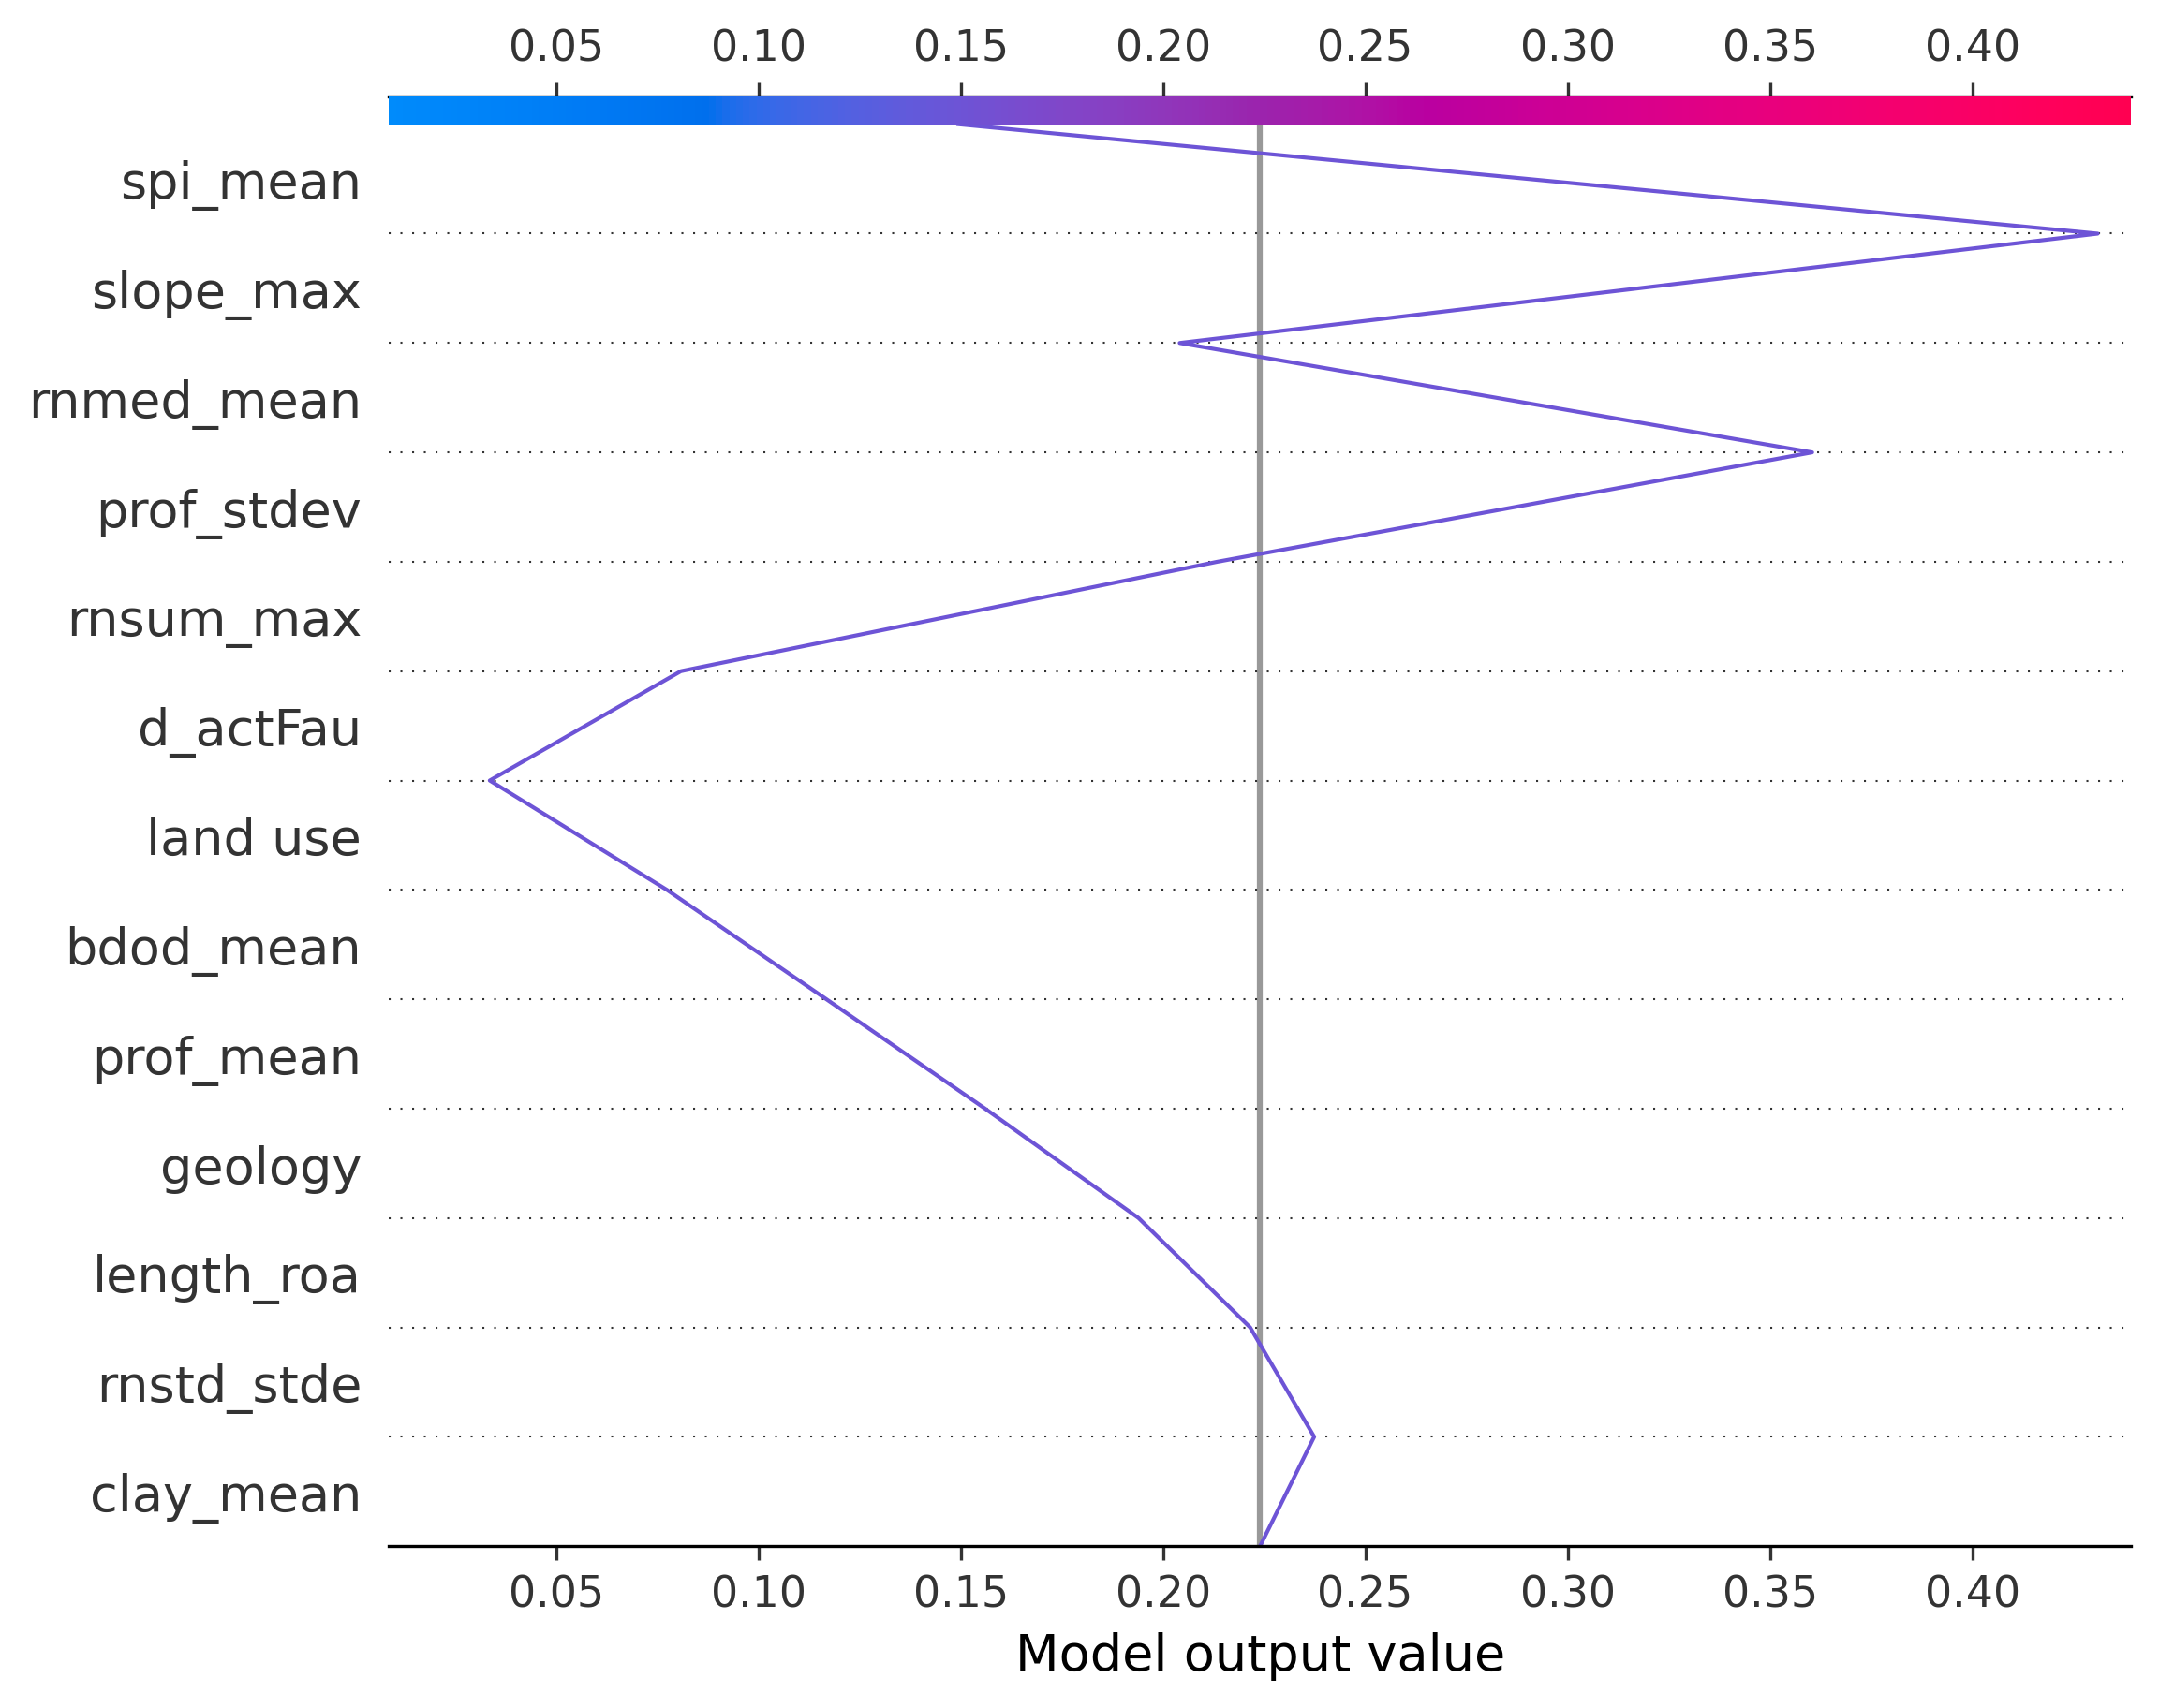 0.05 0.10 0.15 0.20 0.25 0.30 0.35 0.40
spi_mean
slope_max
rnmed_mean
prof_stdev
rnsum_max
d_actFau
land use
bdod_mean
prof_mean
geology
length_roa
rnstd_stde
clay_mean
0.05 0.10 0.15 0.20 0.25 0.30 0.35 0.40
Model output value